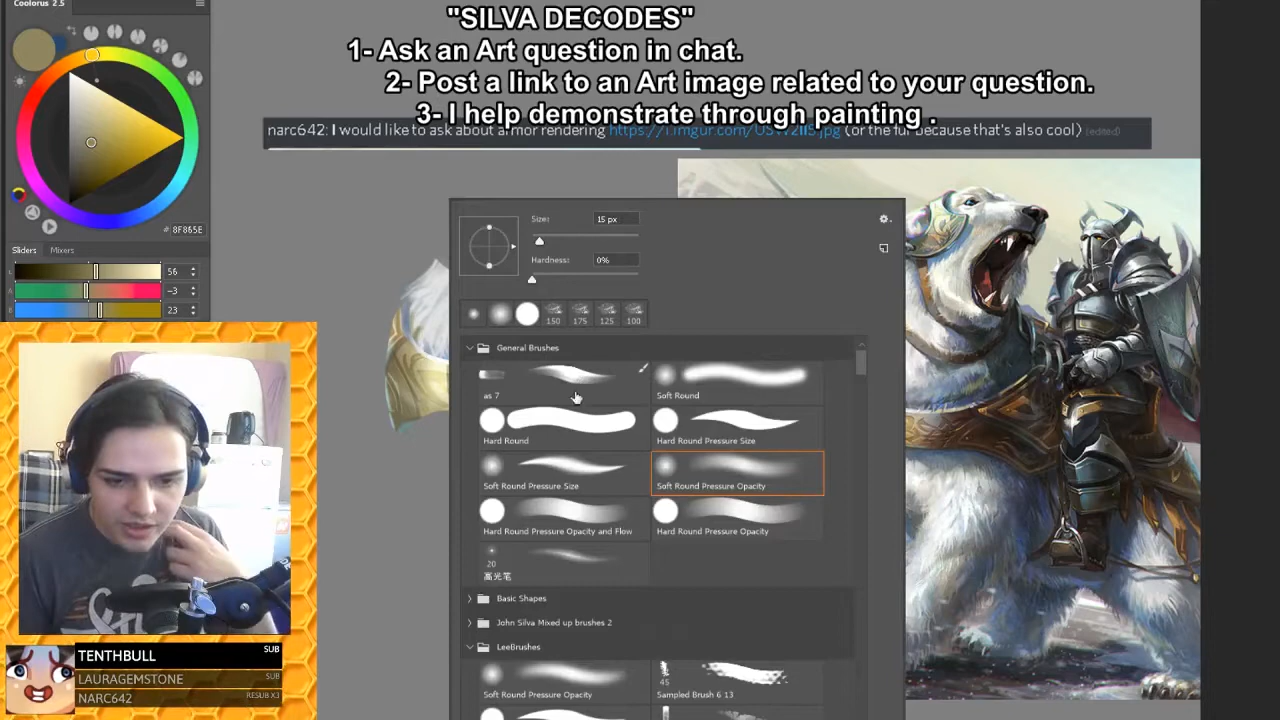 Coolorus 2.5
"SILVA DECODES"
1- Ask an Art question in chat.
2- Post a link to an Art image related to your question.
3- I help demonstrate through painting .
narc642: I would like to ask about armor rendering (or the fur because that's also cool) (edited)
# 8F865E
Sliders Mixers
L 56
A -3
B 23
Size: 15 px
Hardness: 0%
150 175 125 100
General Brushes
as 7
Soft Round
Hard Round
Hard Round Pressure Size
Soft Round Pressure Size
Soft Round Pressure Opacity
Hard Round Pressure Opacity and Flow
Hard Round Pressure Opacity
20
高光笔
Basic Shapes
John Silva Mixed up brushes 2
LeeBrushes
Soft Round Pressure Opacity
45
Sampled Brush 6 13
TENTHBULL SUB
LAURAGEMSTONE SUB
NARC642 RESUB X3